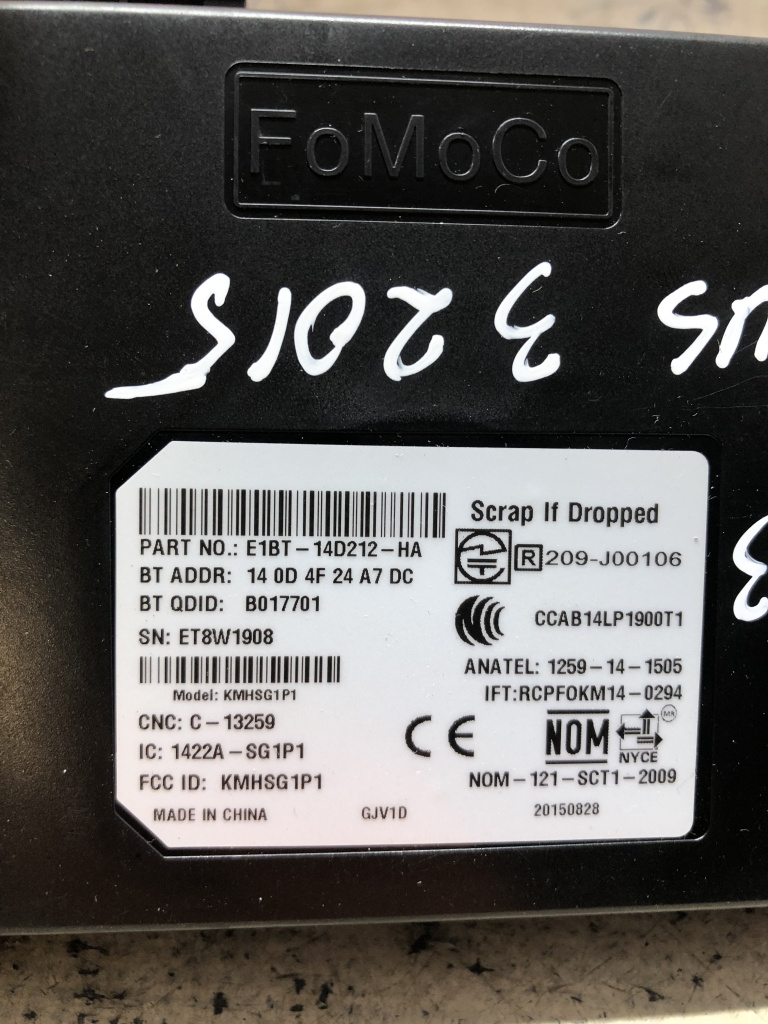 FoMoCo
3 2015
3
Scrap If Dropped
PART NO.: E1BT-14D212-HA
R 209-J00106
BT ADDR: 14 0D 4F 24 A7 DC
BT QDID: B017701
CCAB14LP1900T1
SN: ET8W1908
ANATEL: 1259-14-1505
Model: KMHSG1P1
IFT:RCPFOKM14-0294
CNC: C-13259
CE
NOM
MR
NYCE
IC: 1422A-SG1P1
FCC ID: KMHSG1P1
NOM-121-SCT1-2009
MADE IN CHINA GJV1D 20150828